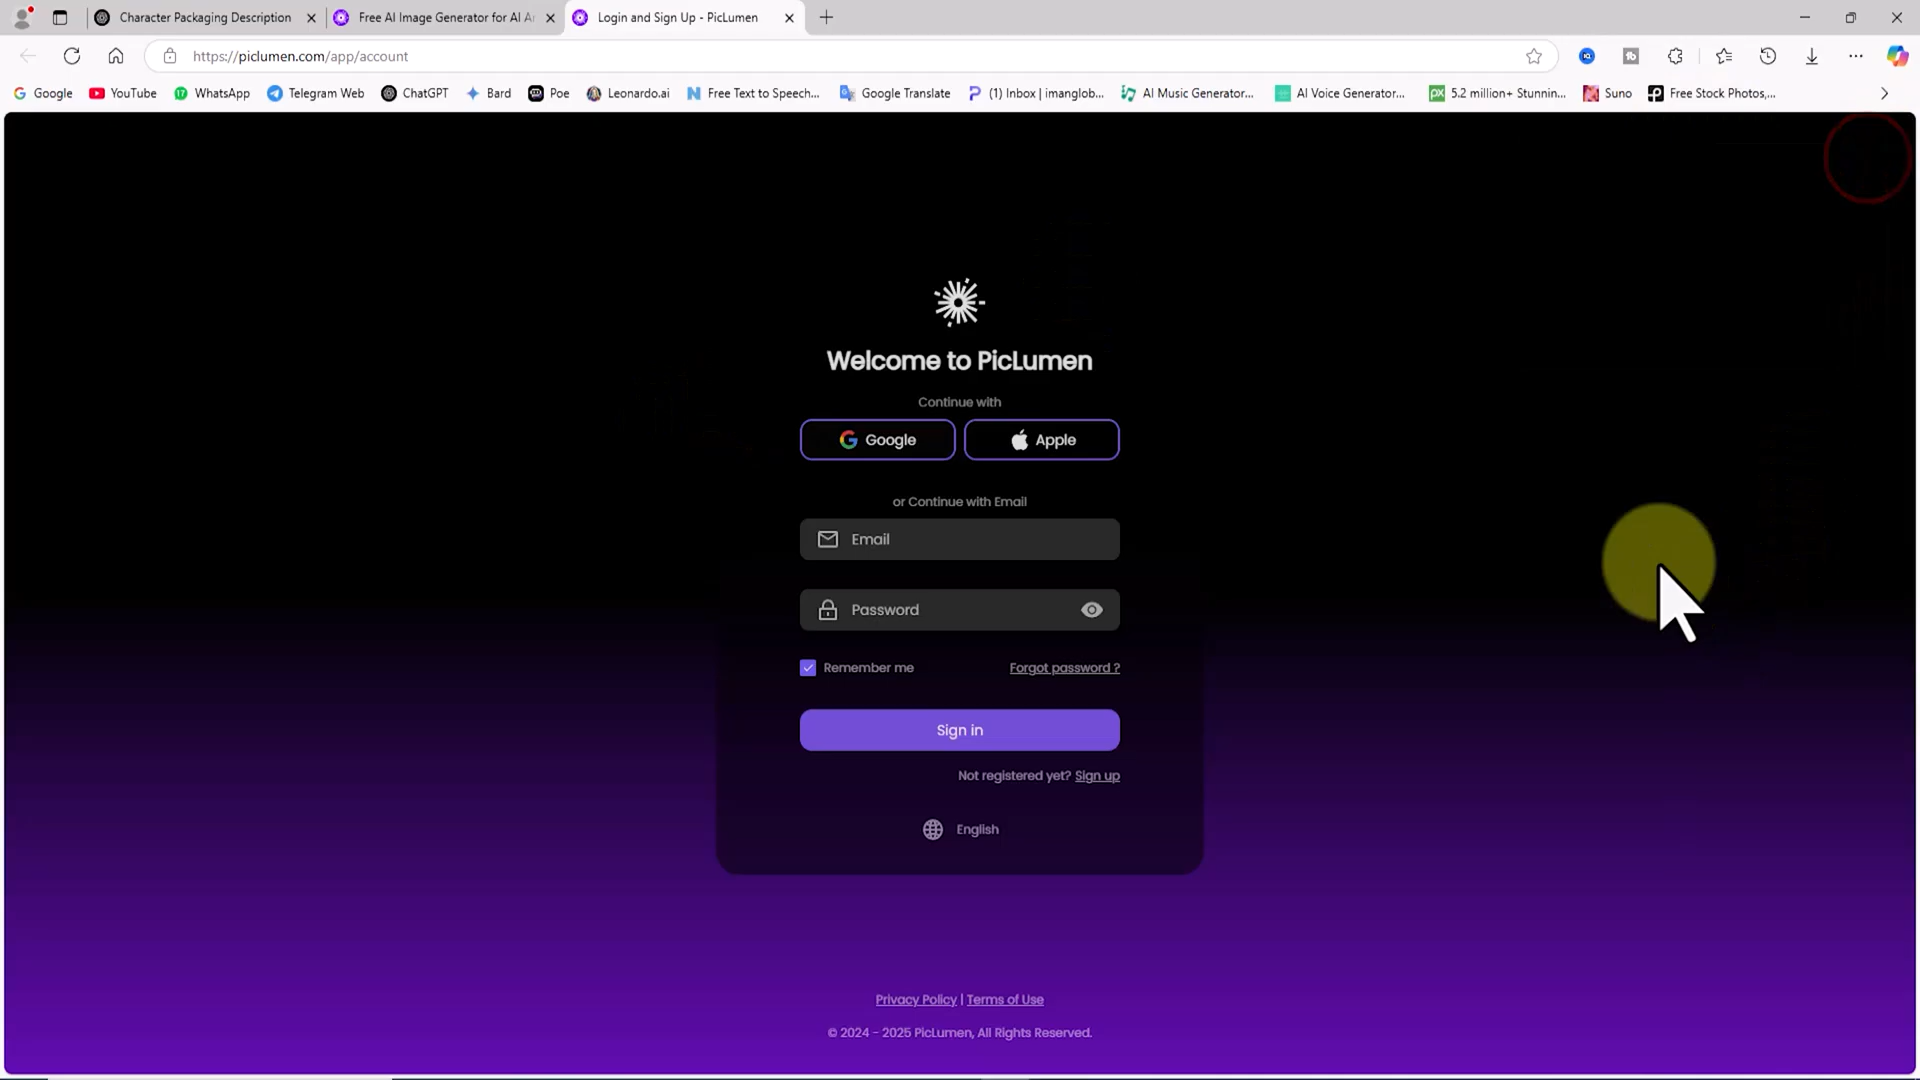 Character Packaging Description
Free AI Image Generator for AI Ar
Login and Sign Up - PicLumen
https://piclumen.com/app/account
Google
YouTube
WhatsApp
Telegram Web
ChatGPT
Bard
Poe
Leonardo.ai
Free Text to Speech...
Google Translate
(1) Inbox | imanglob...
AI Music Generator...
AI Voice Generator...
5.2 million+ Stunnin...
Suno
Free Stock Photos,...
Welcome to PicLumen
Continue with
Google
Apple
or Continue with Email
Email
Password
Remember me
Forgot password ?
Sign in
Not registered yet? Sign up
English
Privacy Policy | Terms of Use
© 2024 - 2025 PicLumen, All Rights Reserved.